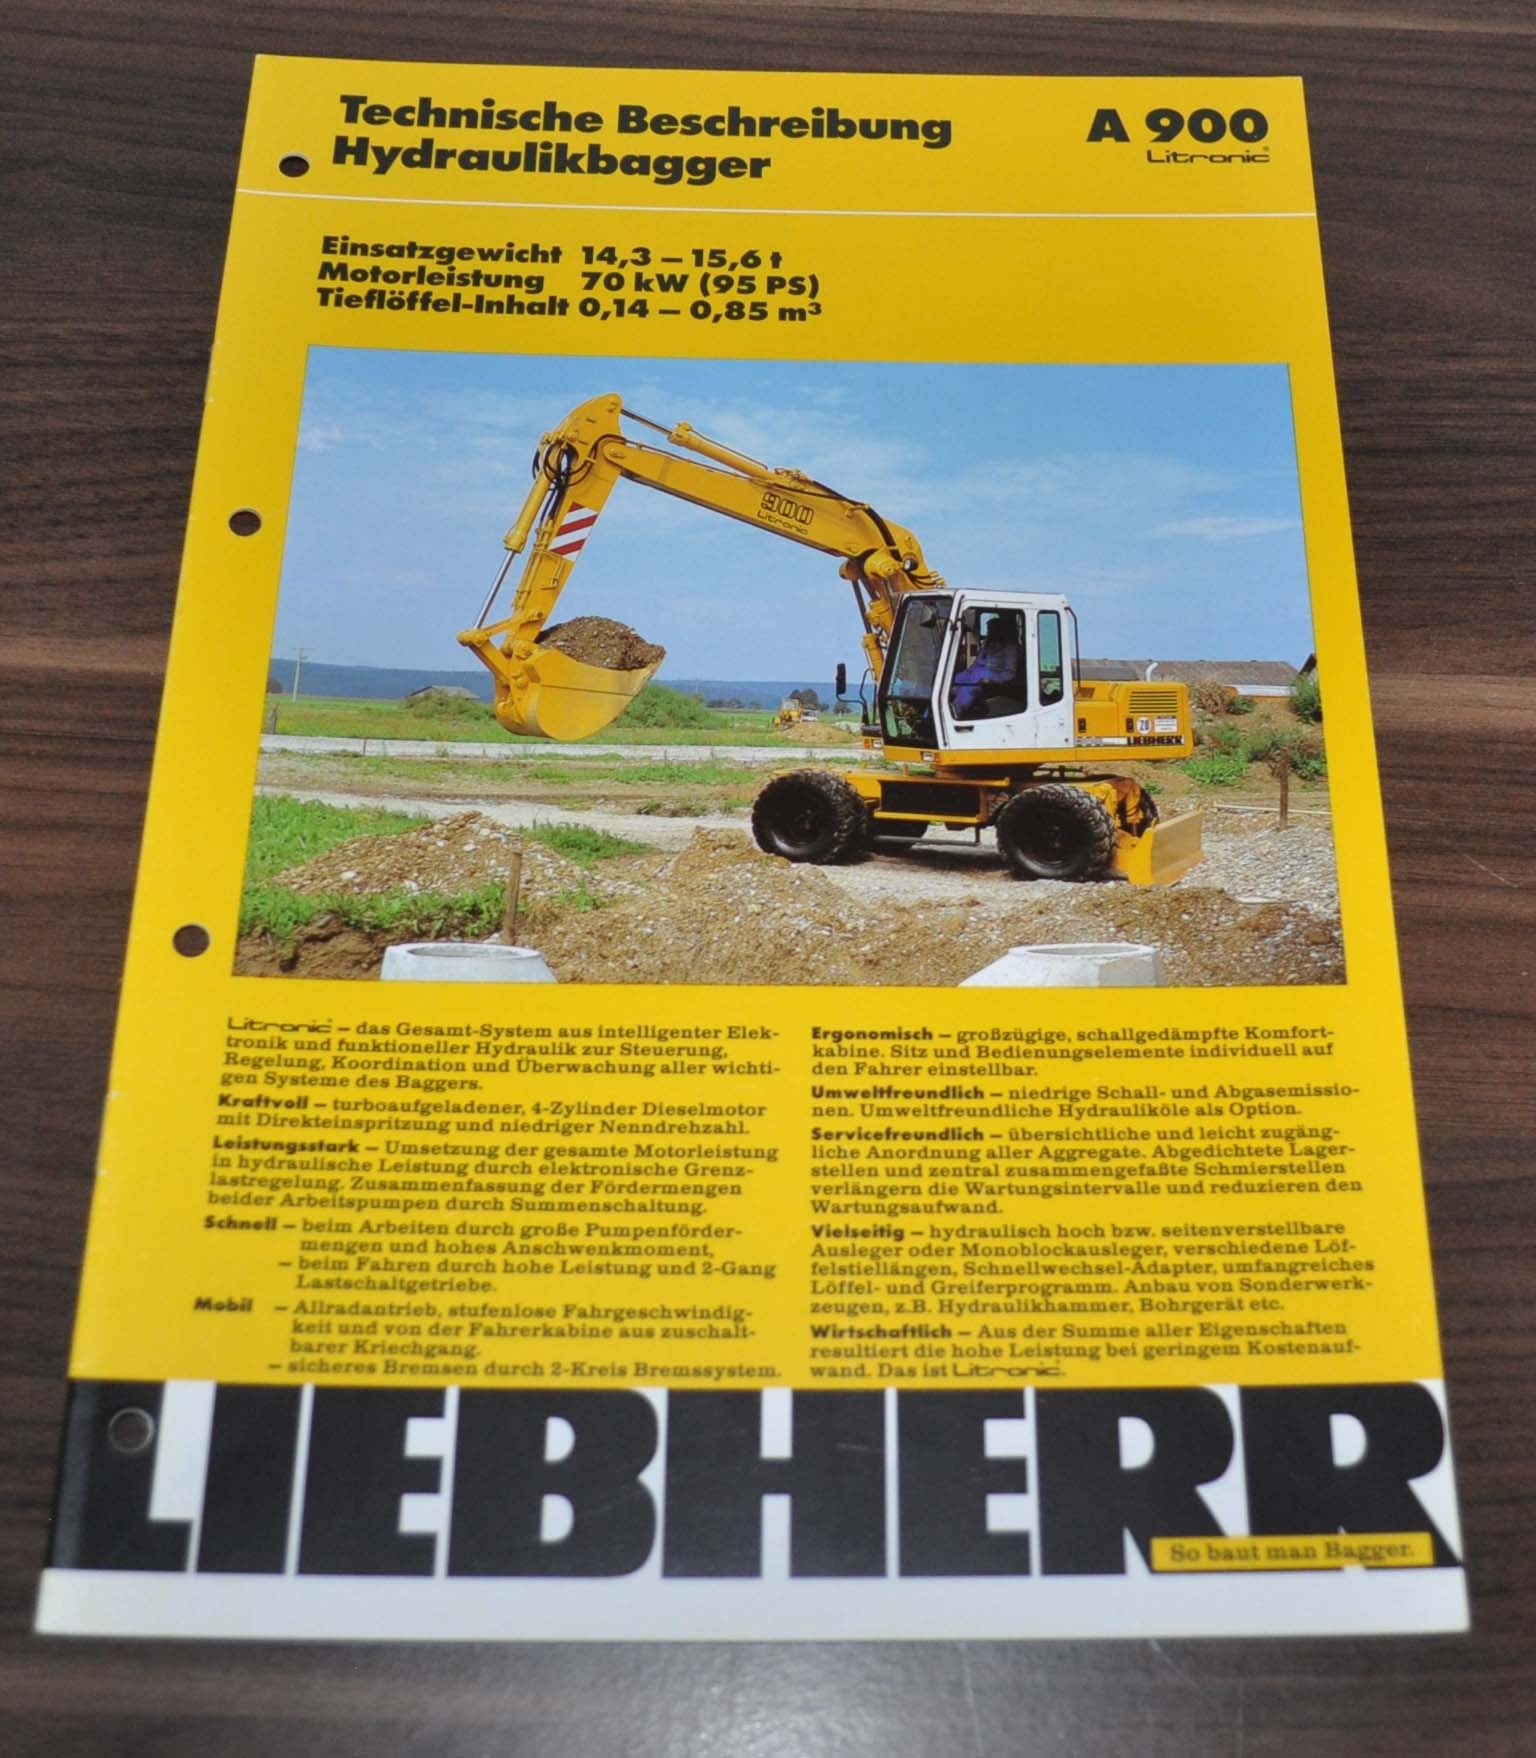 Technische Beschreibung
Hydraulikbagger
A 900
Litronic®
Einsatzgewicht 14,3 – 15,6 t
Motorleistung 70 kW (95 PS)
Tieflöffel-Inhalt 0,14 – 0,85 m³
900
Litronic
20
LIEBHERR
Litronic® – das Gesamt-System aus intelligenter Elek-
tronik und funktioneller Hydraulik zur Steuerung,
Regelung, Koordination und Überwachung aller wichti-
gen Systeme des Baggers.
Kraftvoll – turboaufgeladener, 4-Zylinder Dieselmotor
mit Direkteinspritzung und niedriger Nenndrehzahl.
Leistungsstark – Umsetzung der gesamte Motorleistung
in hydraulische Leistung durch elektronische Grenz-
lastregelung. Zusammenfassung der Fördermengen
beider Arbeitspumpen durch Summenschaltung.
Schnell – beim Arbeiten durch große Pumpenförder-
mengen und hohes Anschwenkmoment,
– beim Fahren durch hohe Leistung und 2-Gang
Lastschaltgetriebe.
Mobil – Allradantrieb, stufenlose Fahrgeschwindig-
keit und von der Fahrerkabine aus zuschalt-
barer Kriechgang.
– sicheres Bremsen durch 2-Kreis Bremssystem.
Ergonomisch – großzügige, schallgedämpfte Komfort-
kabine. Sitz und Bedienungselemente individuell auf
den Fahrer einstellbar.
Umweltfreundlich – niedrige Schall- und Abgasemissio-
nen. Umweltfreundliche Hydrauliköle als Option.
Servicefreundlich – übersichtliche und leicht zugäng-
liche Anordnung aller Aggregate. Abgedichtete Lager-
stellen und zentral zusammengefaßte Schmierstellen
verlängern die Wartungsintervalle und reduzieren den
Wartungsaufwand.
Vielseitig – hydraulisch hoch bzw. seitenverstellbare
Ausleger oder Monoblockausleger, verschiedene Löf-
felstiellängen, Schnellwechsel-Adapter, umfangreiches
Löffel- und Greiferprogramm. Anbau von Sonderwerk-
zeugen, z.B. Hydraulikhammer, Bohrgerät etc.
Wirtschaftlich – Aus der Summe aller Eigenschaften
resultiert die hohe Leistung bei geringem Kostenauf-
wand. Das ist Litronic®.
LIEBHERR
So baut man Bagger.